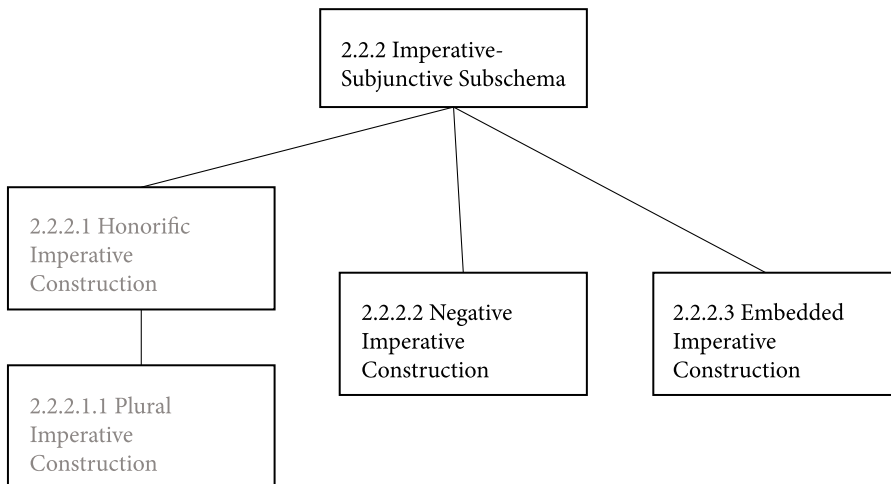 2.2.2 Imperative-
Subjunctive Subschema
2.2.2.1 Honorific
Imperative
Construction
2.2.2.2 Negative
Imperative
Construction
2.2.2.3 Embedded
Imperative
Construction
2.2.2.1.1 Plural
Imperative
Construction